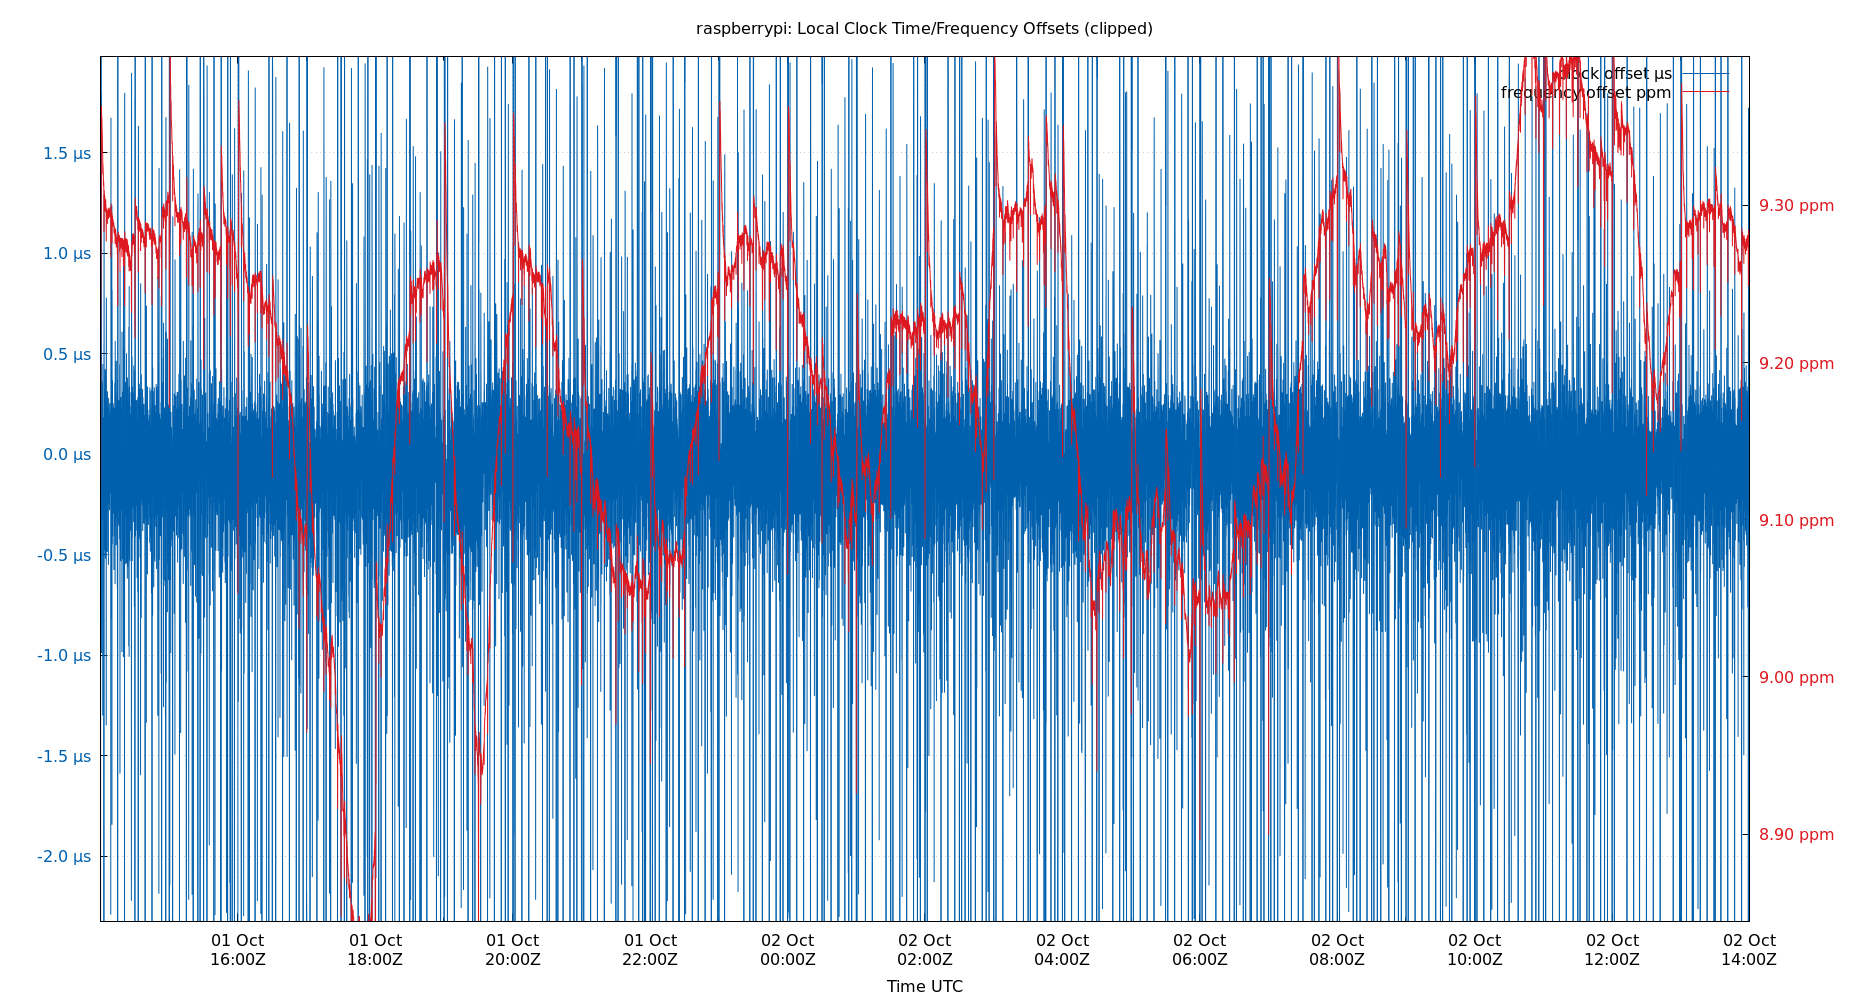 raspberrypi: Local Clock Time/Frequency Offsets (clipped)
clock offset µs
frequency offset ppm
1.5 µs
1.0 µs
0.5 µs
0.0 µs
-0.5 µs
-1.0 µs
-1.5 µs
-2.0 µs
9.30 ppm
9.20 ppm
9.10 ppm
9.00 ppm
8.90 ppm
01 Oct 16:00Z
01 Oct 18:00Z
01 Oct 20:00Z
01 Oct 22:00Z
02 Oct 00:00Z
02 Oct 02:00Z
02 Oct 04:00Z
02 Oct 06:00Z
02 Oct 08:00Z
02 Oct 10:00Z
02 Oct 12:00Z
02 Oct 14:00Z
Time UTC